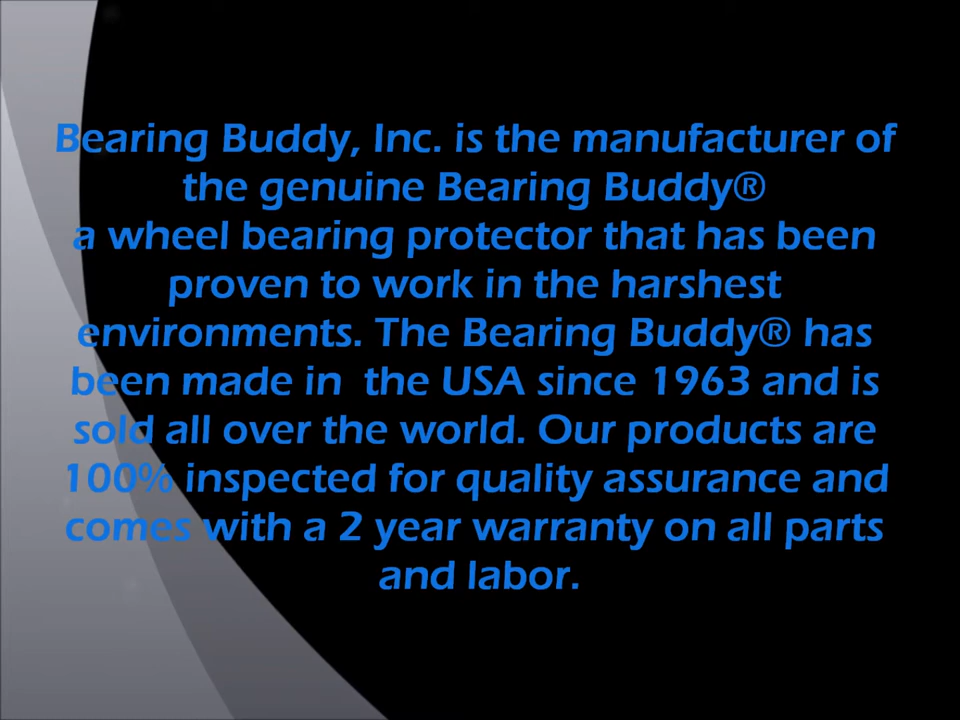 Bearing Buddy, Inc. is the manufacturer of
the genuine Bearing Buddy®
a wheel bearing protector that has been
proven to work in the harshest
environments. The Bearing Buddy® has
been made in  the USA since 1963 and is
sold all over the world. Our products are
100% inspected for quality assurance and
comes with a 2 year warranty on all parts
and labor.